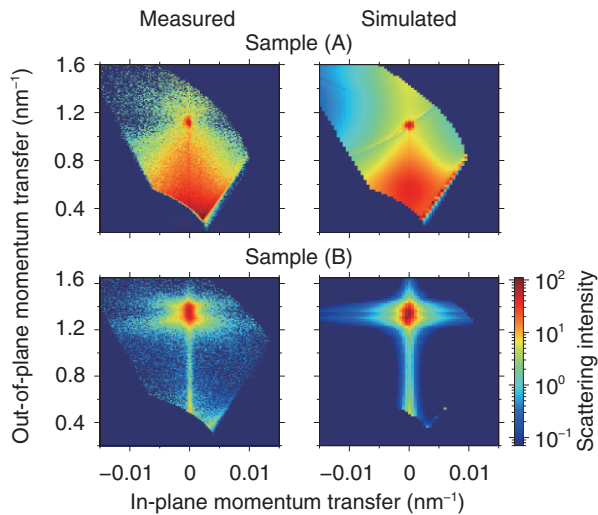 Measured
Simulated
Sample (A)
1.6
1.2
0.8
0.4
Sample (B)
1.6
1.2
0.8
0.4
Out-of-plane momentum transfer (nm⁻¹)
−0.01 0 0.01
−0.01 0 0.01
In-plane momentum transfer (nm⁻¹)
10²
10¹
10⁰
10⁻¹
Scattering intensity